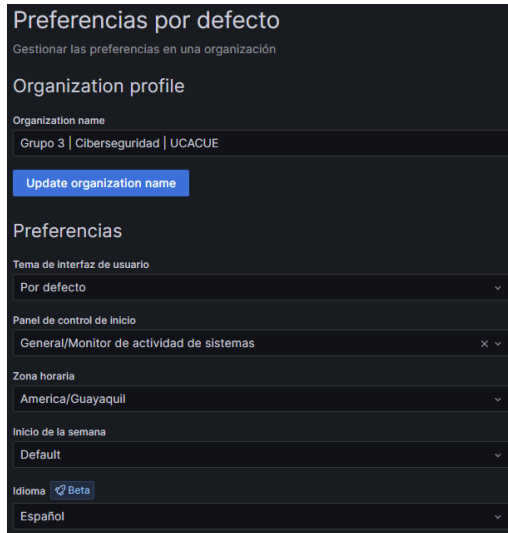 Preferencias por defecto
Gestionar las preferencias en una organización
Organization profile
Organization name
Grupo 3 | Ciberseguridad | UCACUE
Update organization name
Preferencias
Tema de interfaz de usuario
Por defecto
Panel de control de inicio
General/Monitor de actividad de sistemas
Zona horaria
America/Guayaquil
Inicio de la semana
Default
Idioma Beta
Español